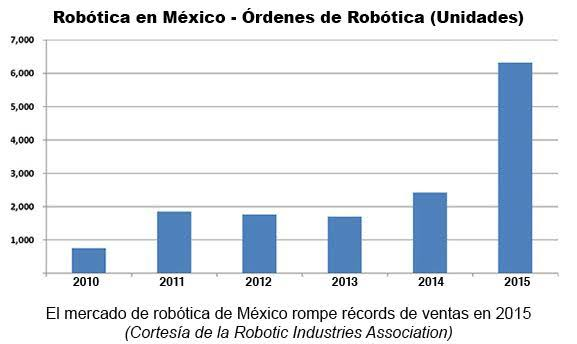 Robótica en México - Órdenes de Robótica (Unidades)
7,000
6,000
5,000
4,000
3,000
2,000
1,000
2010 2011 2012 2013 2014 2015
El mercado de robótica de México rompe récords de ventas en 2015
(Cortesía de la Robotic Industries Association)